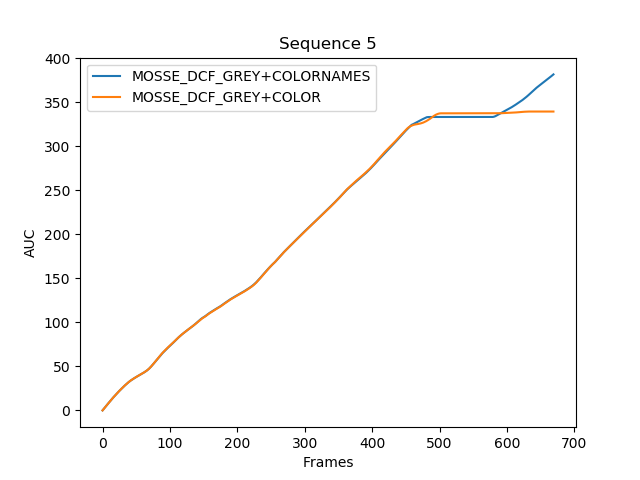 Sequence 5
MOSSE_DCF_GREY+COLORNAMES
MOSSE_DCF_GREY+COLOR
400
350
300
250
200
150
100
50
0
AUC
0 100 200 300 400 500 600 700
Frames